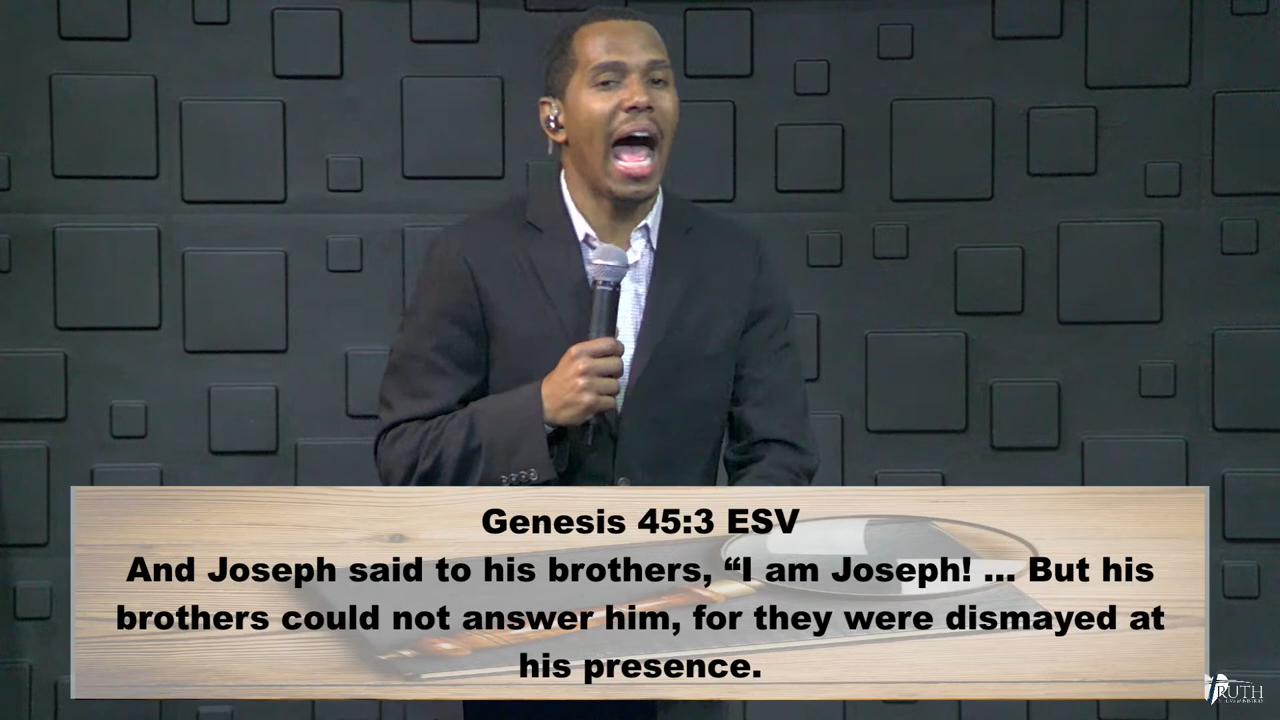 Genesis 45:3 ESV
And Joseph said to his brothers, “I am Joseph! ... But his
brothers could not answer him, for they were dismayed at
his presence.
TRUTH